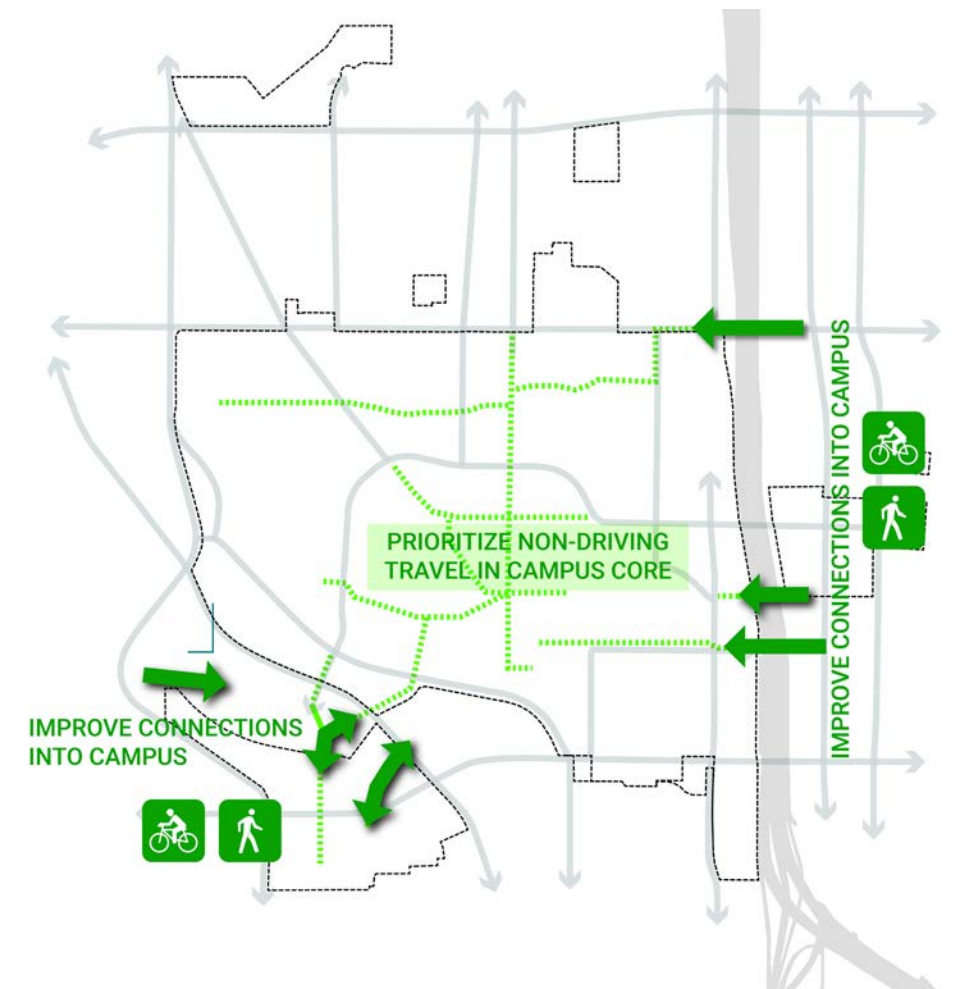 PRIORITIZE NON-DRIVING
TRAVEL IN CAMPUS CORE
IMPROVE CONNECTIONS INTO CAMPUS
IMPROVE CONNECTIONS
INTO CAMPUS